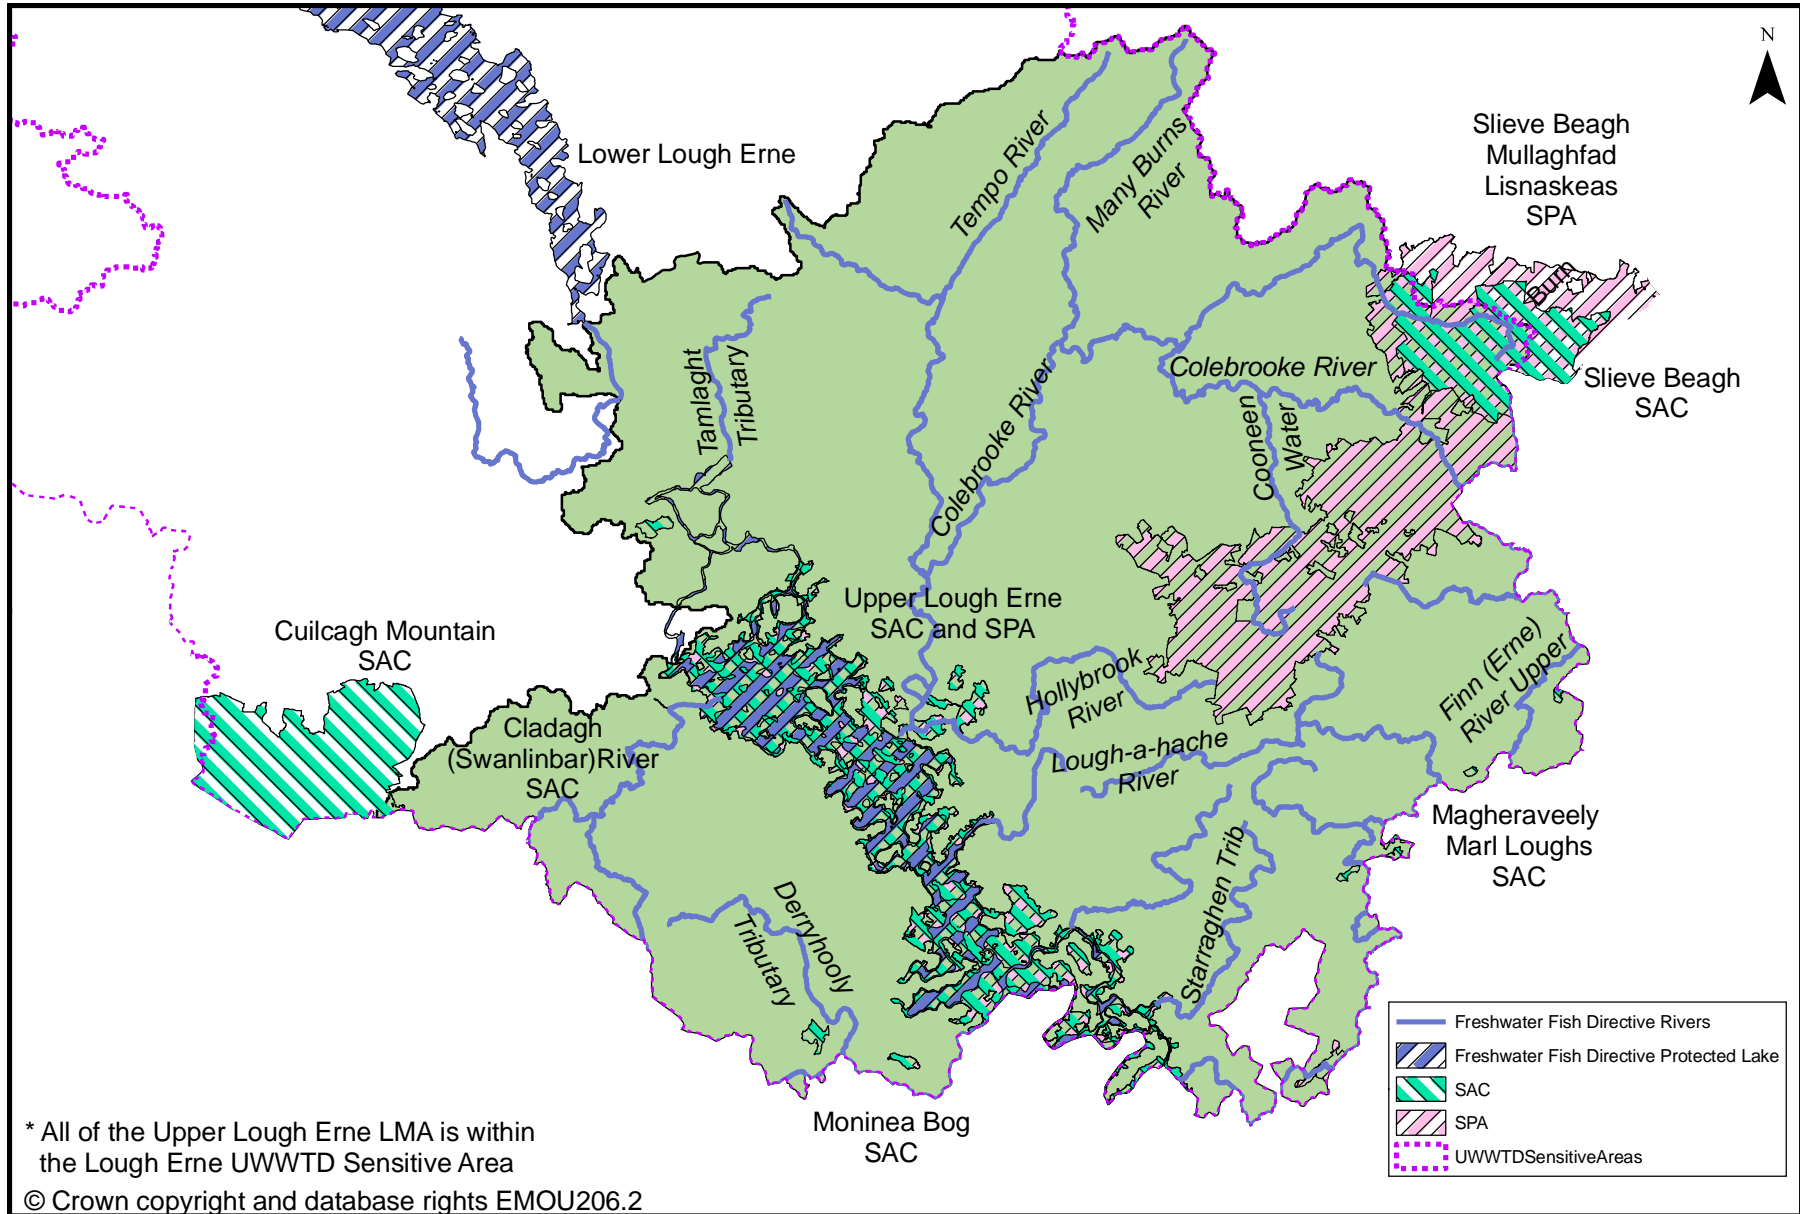 N
Slieve Beagh
Mullaghfad
Lisnaskeas
SPA
Lower Lough Erne
Tempo River
Many Burns
River
Burn
Colebrooke River
Slieve Beagh
SAC
Tamlaght
Tributary
Colebrooke River
Cooneen
Water
Upper Lough Erne
SAC and SPA
Cuilcagh Mountain
SAC
Hollybrook
River
Finn (Erne)
River Upper
Cladagh
(Swanlinbar)River
SAC
Lough-a-hache
River
Magheraveely
Marl Loughs
SAC
Starraghen Trib
Derryhooly
Tributary
Moninea Bog
SAC
Freshwater Fish Directive Rivers
Freshwater Fish Directive Protected Lake
SAC
SPA
UWWTDSensitiveAreas
* All of the Upper Lough Erne LMA is within
the Lough Erne UWWTD Sensitive Area
© Crown copyright and database rights EMOU206.2